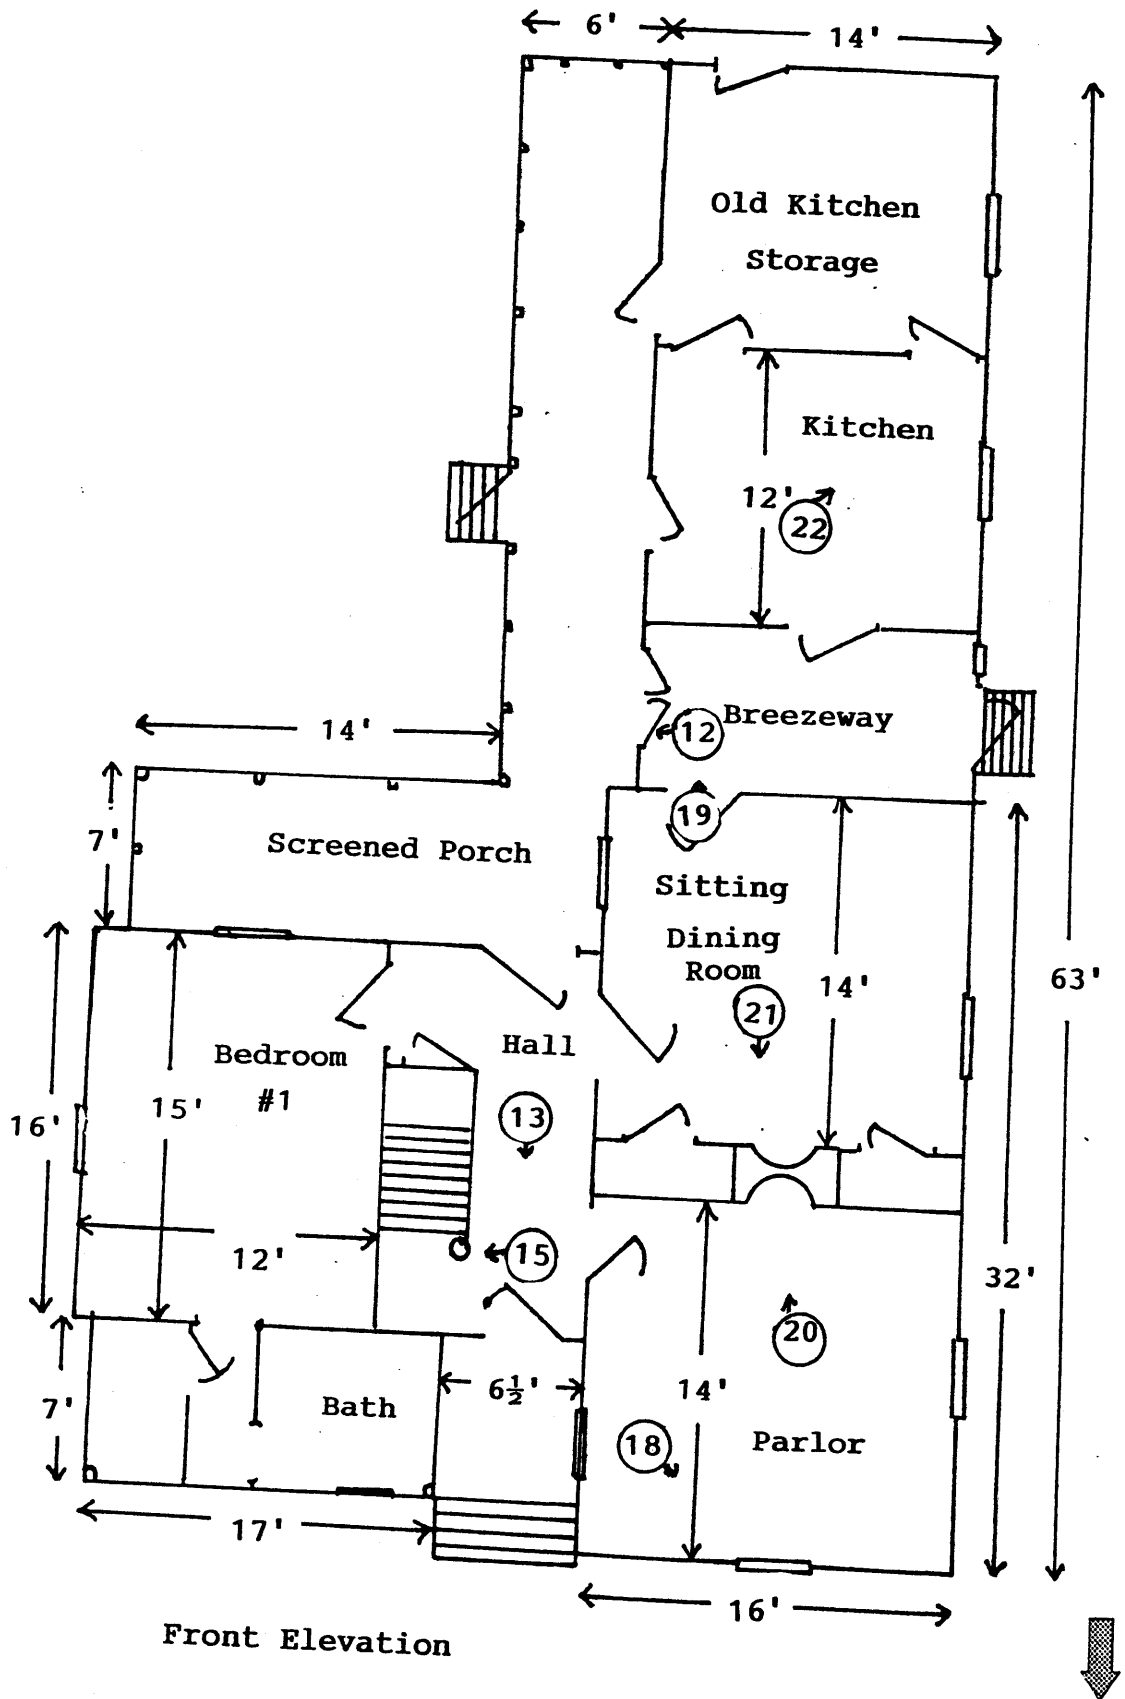 6' 14'
Old Kitchen
Storage
Kitchen
12'
22
14'
12 Breezeway
19
7'
Screened Porch
Sitting
Dining
Room
14'
63'
21
Hall
Bedroom
#1
16' 15'
13
12'
15
32'
20
6½'
14'
7'
Bath
18
Parlor
17'
16'
Front Elevation